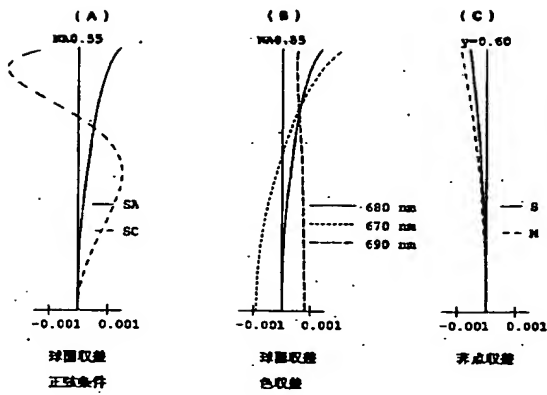 (A)
NA0.55
SA
SC
-0.001 0.001
球面収差
正弦条件
(B)
680 nm
670 nm
690 nm
-0.001 0.001
球面収差
色収差
(C)
y=0.60
S
M
-0.001 0.001
非点収差